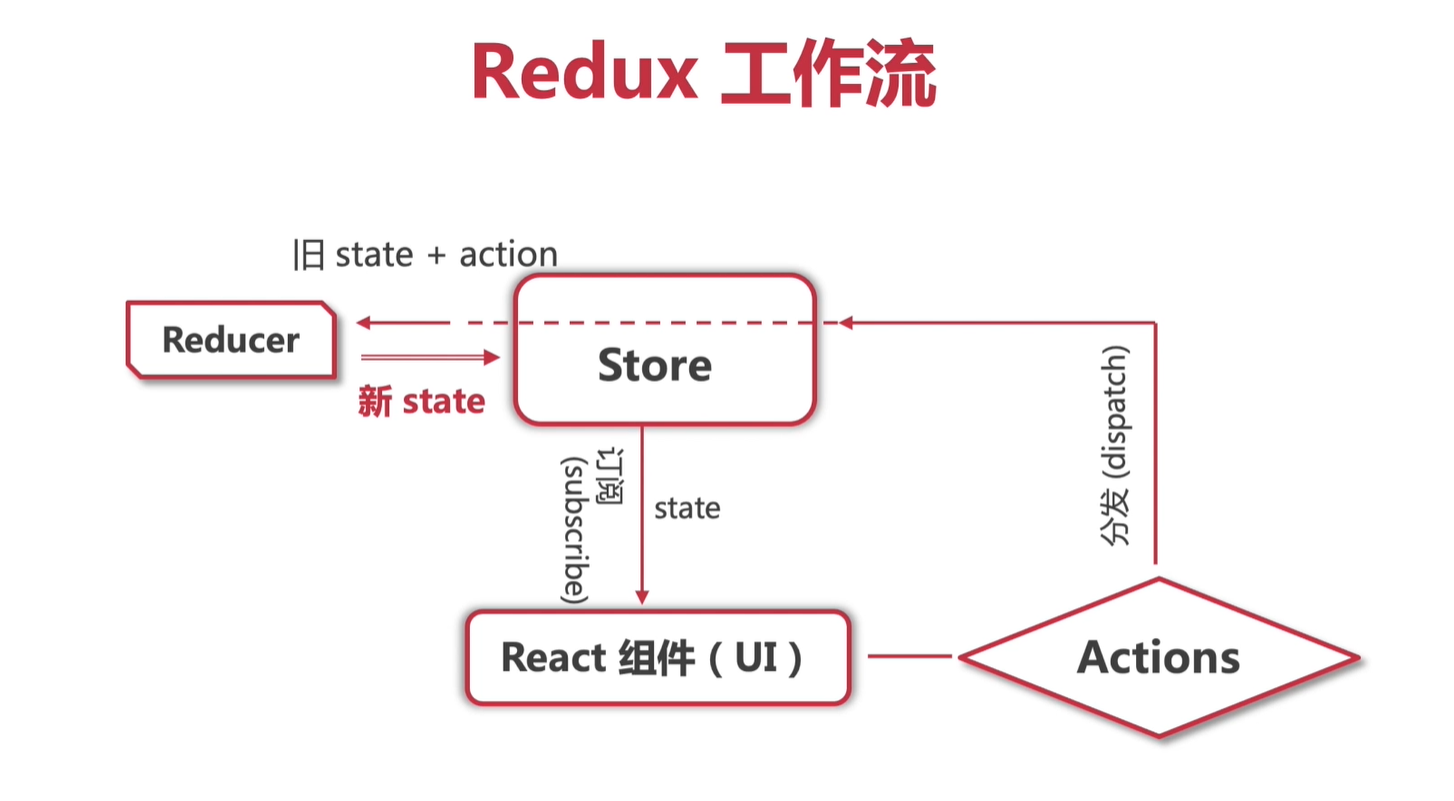 Redux 工作流
旧 state + action
Reducer
新 state
Store
订阅
(subscribe)
state
分发 (dispatch)
React 组件（UI）
Actions